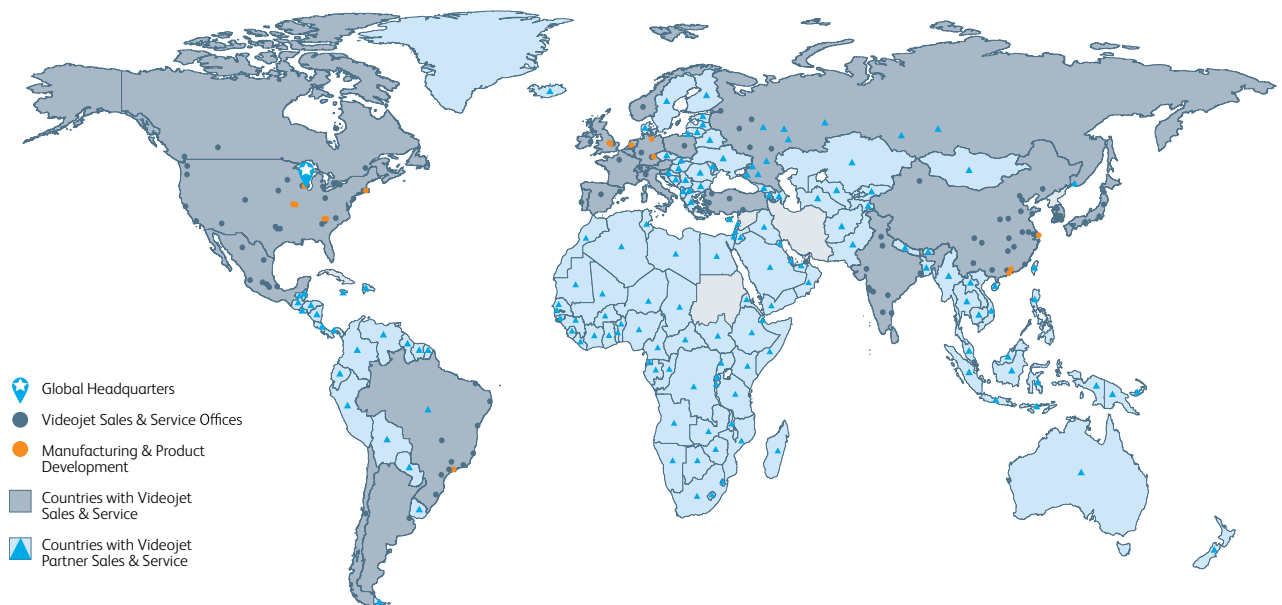 Global Headquarters
Videojet Sales & Service Offices
Manufacturing & Product
Development
Countries with Videojet
Sales & Service
Countries with Videojet
Partner Sales & Service